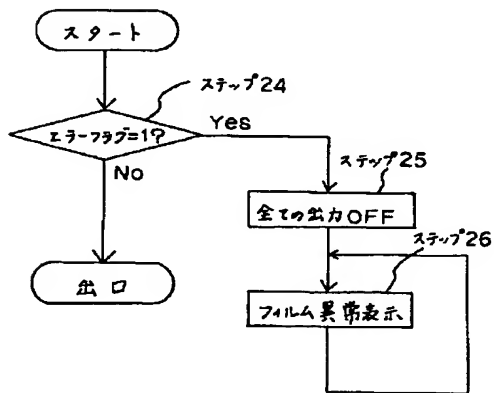 スタート
ステップ24
エラーフラグ=1?
Yes
No
ステップ25
全ての出力OFF
ステップ26
出口
フィルム異常表示